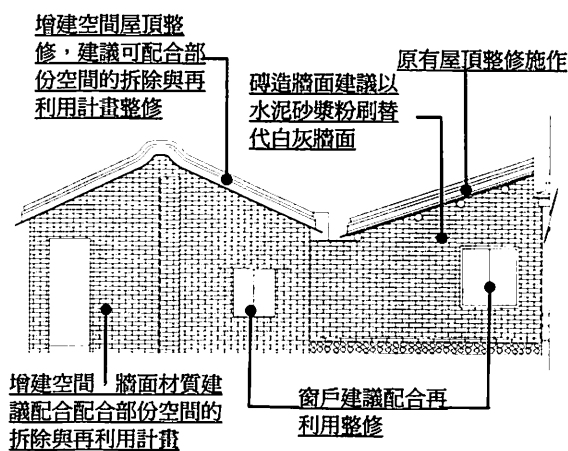 增建空間屋頂整
修，建議可配合部
份空間的拆除與再
利用計畫整修
磚造牆面建議以
水泥砂漿粉刷替
代白灰牆面
原有屋頂整修施作
增建空間，牆面材質建
議配合配合部份空間的
拆除與再利用計畫
窗戶建議配合再
利用整修